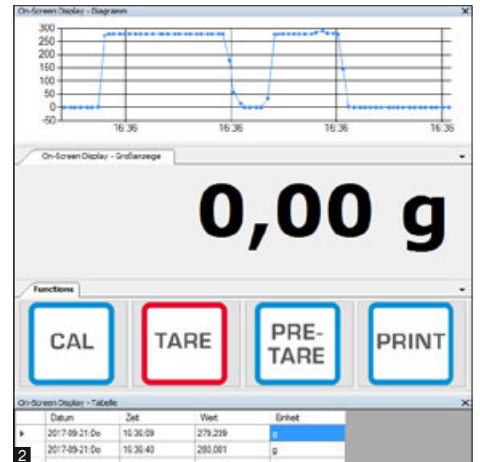 On-Screen Display - Diagramm
300
250
200
150
100
50
0
-50
16:36 16:36 16:36 16:36
On-Screen Display - Großanzeige
0,00 g
Functions
CAL TARE PRE-TARE PRINT
On-Screen Display - Tabelle
Datum Zeit Wert Einheit
2017-09-21:Do 16:36:09 279,239 g
2017-09-21:Do 16:36:40 280,001 g
2